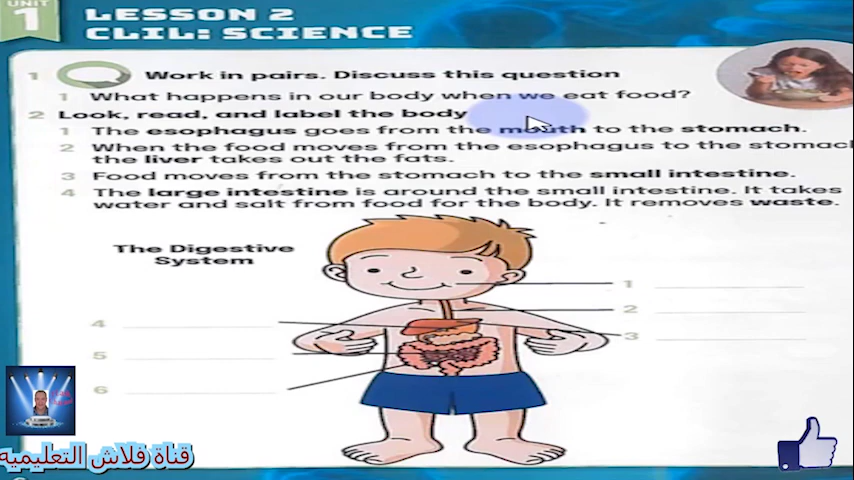 UNIT
1
LESSON 2
CLIL: SCIENCE
1 Work in pairs. Discuss this question
1 What happens in our body when we eat food?
2 Look, read, and label the body
1 The esophagus goes from the mouth to the stomach.
2 When the food moves from the esophagus to the stomach
the liver takes out the fats.
3 Food moves from the stomach to the small intestine.
4 The large intestine is around the small intestine. It takes
water and salt from food for the body. It removes waste.
The Digestive
System
1
2
3
4
5
6
قناة فلاش التعليميه